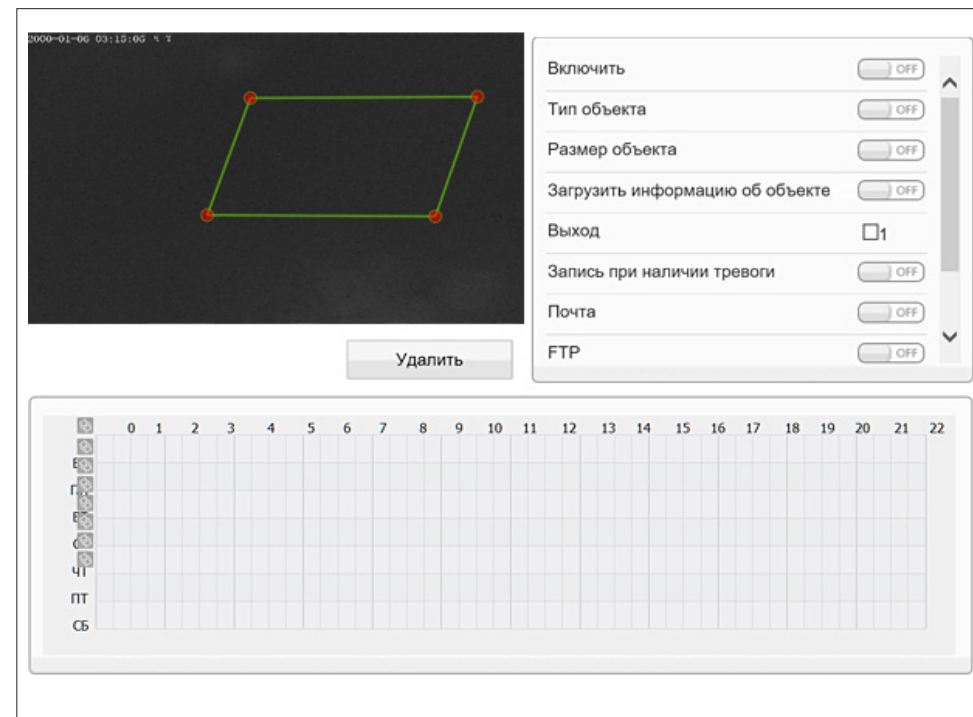 2000-01-06 03:15:05
Включить OFF
Тип объекта OFF
Размер объекта OFF
Загрузить информацию об объекте OFF
Выход 1
Запись при наличии тревоги OFF
Почта OFF
FTP OFF
Удалить
0 1 2 3 4 5 6 7 8 9 10 11 12 13 14 15 16 17 18 19 20 21 22
ЧТ
ПТ
СБ